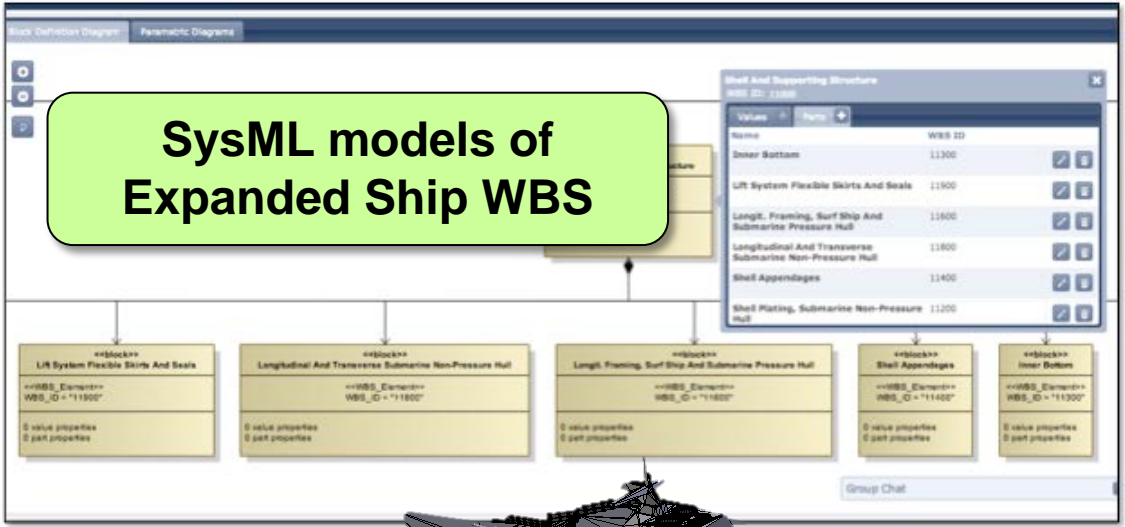 Block Definition Diagram
Parametric Diagrams
SysML models of
Expanded Ship WBS
Structure
Shell And Supporting Structure
WBS ID: 11000
Values
Parts
Name WBS ID
Inner Bottom 11300
Lift System Flexible Skirts And Seals 11900
Longit. Framing, Surf Ship And
Submarine Pressure Hull
11600
Longitudinal And Transverse
Submarine Non-Pressure Hull
11800
Shell Appendages 11400
Shell Plating, Submarine Non-Pressure
Hull
11200
<<block>>
Lift System Flexible Skirts And Seals
<<WBS_Element>>
WBS_ID = "11900"
0 value properties
0 part properties
<<block>>
Longitudinal And Transverse Submarine Non-Pressure Hull
<<WBS_Element>>
WBS_ID = "11800"
0 value properties
0 part properties
<<block>>
Longit. Framing, Surf Ship And Submarine Pressure Hull
<<WBS_Element>>
WBS_ID = "11600"
0 value properties
0 part properties
<<block>>
Shell Appendages
<<WBS_Element>>
WBS_ID = "11400"
0 value properties
0 part properties
<<block>>
Inner Bottom
<<WBS_Element>>
WBS_ID = "11300"
0 value properties
0 part properties
Group Chat